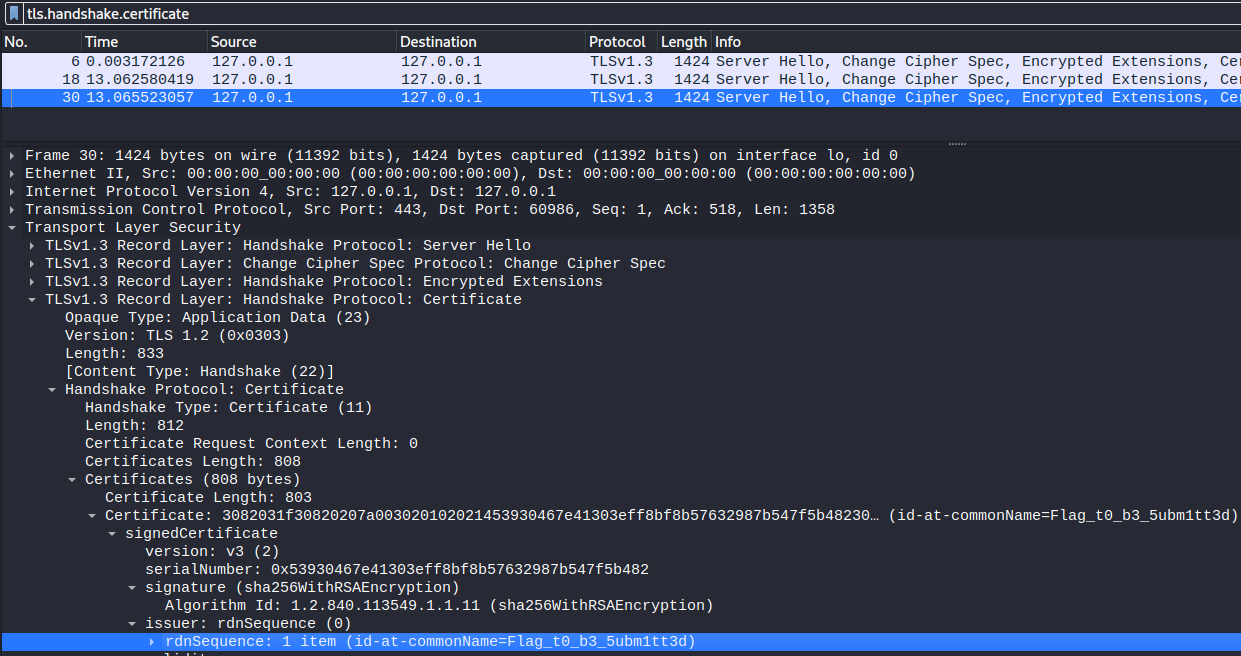 tls.handshake.certificate
No. Time Source Destination Protocol Length Info
6 0.003172126 127.0.0.1 127.0.0.1 TLSv1.3 1424 Server Hello, Change Cipher Spec, Encrypted Extensions,
18 13.062580419 127.0.0.1 127.0.0.1 TLSv1.3 1424 Server Hello, Change Cipher Spec, Encrypted Extensions,
30 13.065523057 127.0.0.1 127.0.0.1 TLSv1.3 1424 Server Hello, Change Cipher Spec, Encrypted Extensions,
Frame 30: 1424 bytes on wire (11392 bits), 1424 bytes captured (11392 bits) on interface lo, id 0
Ethernet II, Src: 00:00:00_00:00:00 (00:00:00:00:00:00), Dst: 00:00:00_00:00:00 (00:00:00:00:00:00)
Internet Protocol Version 4, Src: 127.0.0.1, Dst: 127.0.0.1
Transmission Control Protocol, Src Port: 443, Dst Port: 60986, Seq: 1, Ack: 518, Len: 1358
Transport Layer Security
TLSv1.3 Record Layer: Handshake Protocol: Server Hello
TLSv1.3 Record Layer: Change Cipher Spec Protocol: Change Cipher Spec
TLSv1.3 Record Layer: Handshake Protocol: Encrypted Extensions
TLSv1.3 Record Layer: Handshake Protocol: Certificate
Opaque Type: Application Data (23)
Version: TLS 1.2 (0x0303)
Length: 833
[Content Type: Handshake (22)]
Handshake Protocol: Certificate
Handshake Type: Certificate (11)
Length: 812
Certificate Request Context Length: 0
Certificates Length: 808
Certificates (808 bytes)
Certificate Length: 803
Certificate: 3082031f30820207a003020102021453930467e41303eff8bf8b57632987b547f5b48230… (id-at-commonName=Flag_t0_b3_5ubm1tt3d)
signedCertificate
version: v3 (2)
serialNumber: 0x53930467e41303eff8bf8b57632987b547f5b482
signature (sha256WithRSAEncryption)
Algorithm Id: 1.2.840.113549.1.1.11 (sha256WithRSAEncryption)
issuer: rdnSequence (0)
rdnSequence: 1 item (id-at-commonName=Flag_t0_b3_5ubm1tt3d)